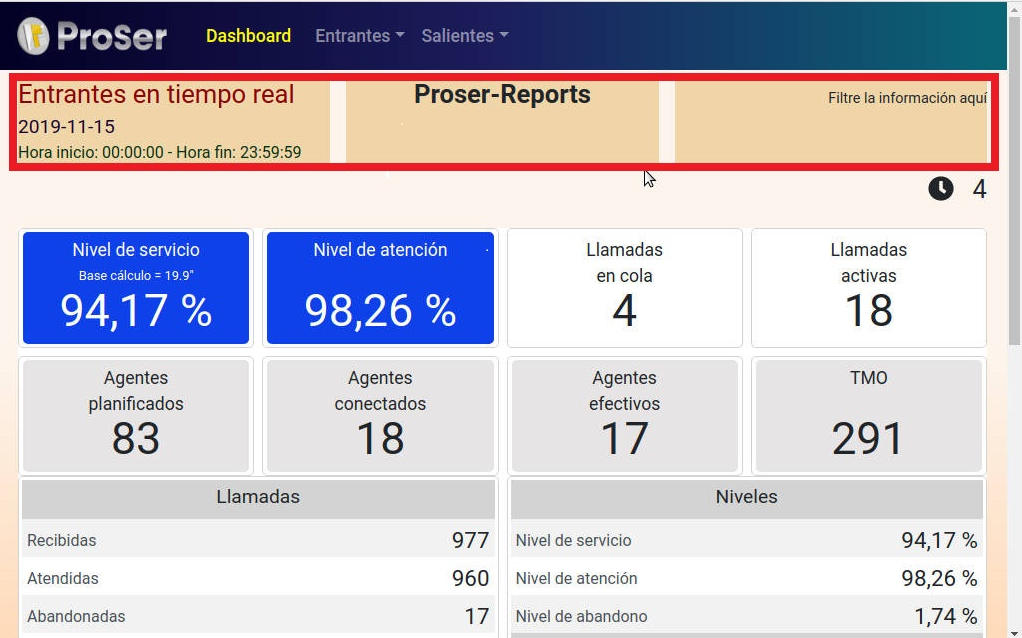 ProSer Dashboard Entrantes Salientes
Entrantes en tiempo real
Proser-Reports
Filtre la información aquí
2019-11-15
Hora inicio: 00:00:00 - Hora fin: 23:59:59
4
Nivel de servicio
Base cálculo = 19.9"
94,17 %
Nivel de atención
98,26 %
Llamadas
en cola
4
Llamadas
activas
18
Agentes
planificados
83
Agentes
conectados
18
Agentes
efectivos
17
TMO
291
Llamadas
Recibidas 977
Atendidas 960
Abandonadas 17
Niveles
Nivel de servicio 94,17 %
Nivel de atención 98,26 %
Nivel de abandono 1,74 %